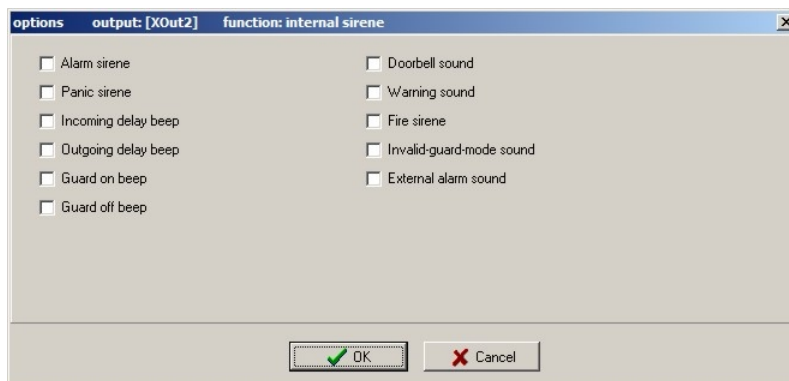 options output: [XOut2] function: internal sirene
Alarm sirene
Panic sirene
Incoming delay beep
Outgoing delay beep
Guard on beep
Guard off beep
Doorbell sound
Warning sound
Fire sirene
Invalid-guard-mode sound
External alarm sound
OK
Cancel